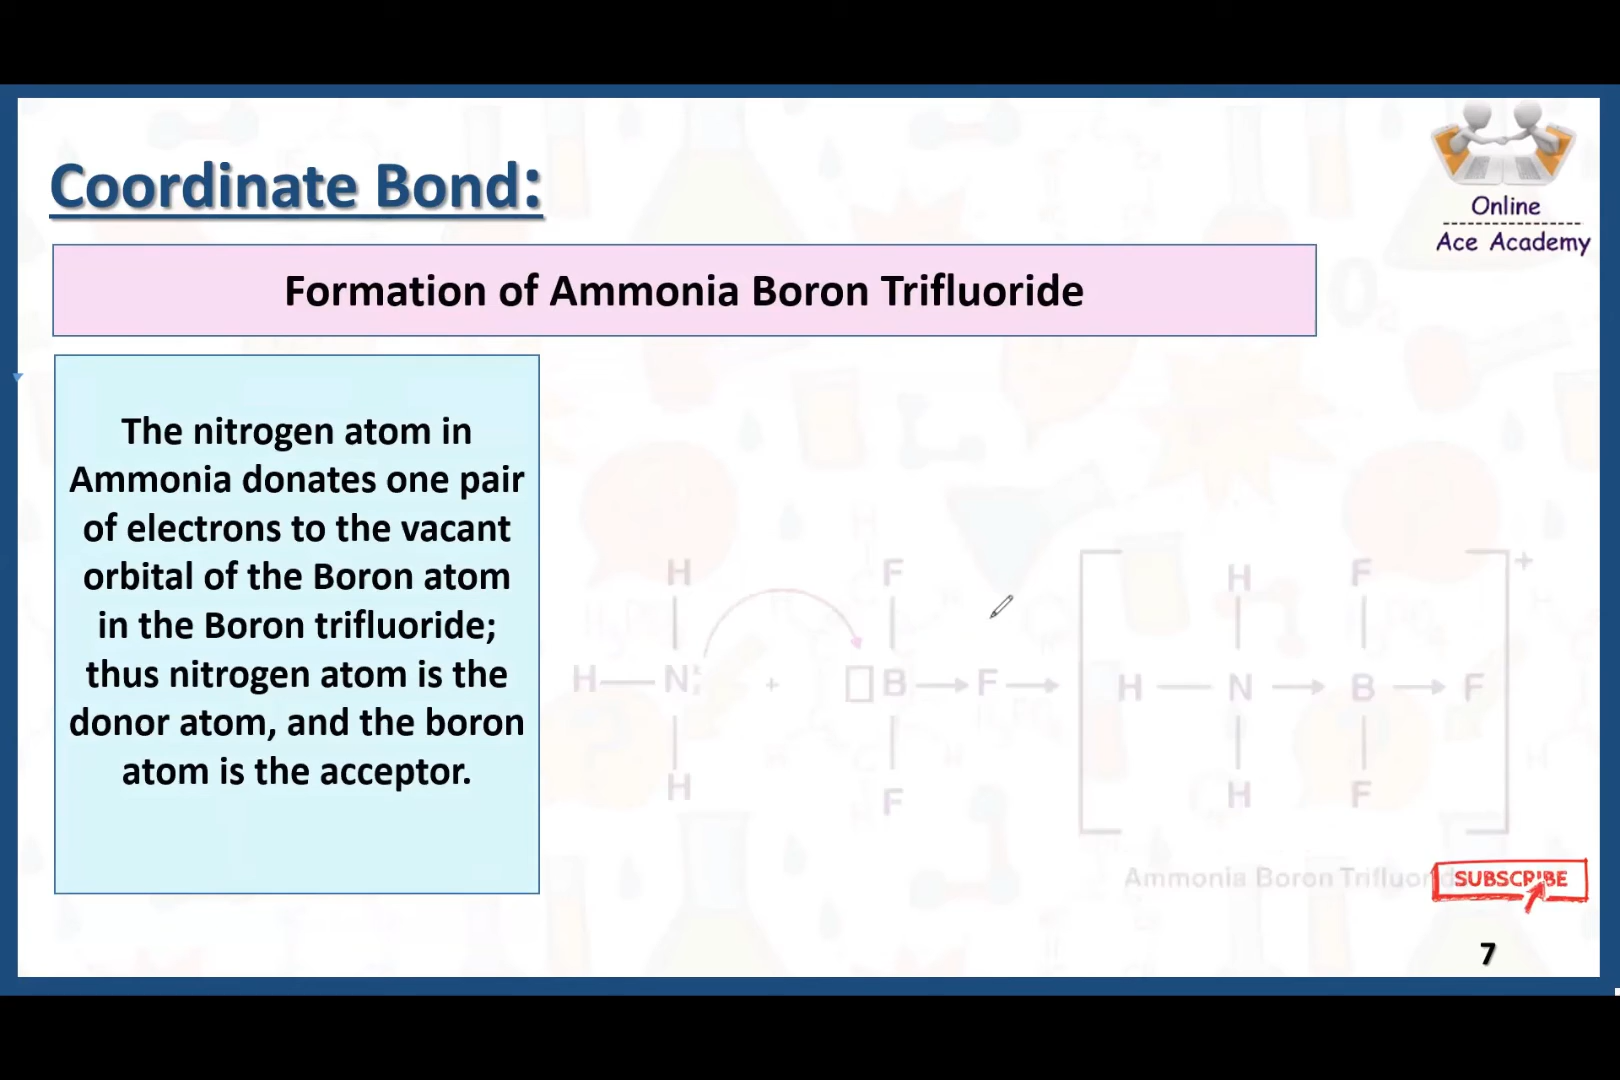 Coordinate Bond:
Online
Ace Academy
Formation of Ammonia Boron Trifluoride
The nitrogen atom in
Ammonia donates one pair
of electrons to the vacant
orbital of the Boron atom
in the Boron trifluoride;
thus nitrogen atom is the
donor atom, and the boron
atom is the acceptor.
H F H F +
H N: + B F H N B F
H F H F
Ammonia Boron
SUBSCRIBE
7